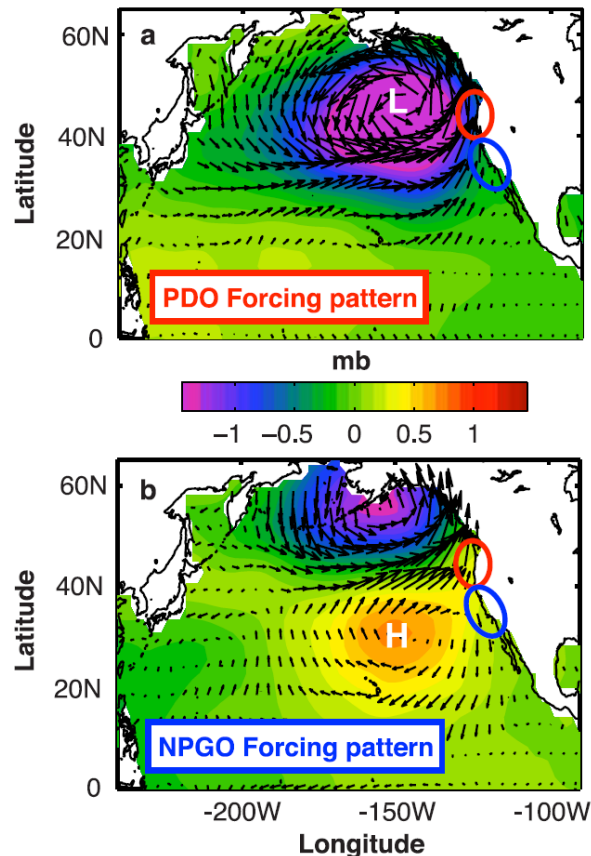 60N
a
L
40N
Latitude
20N
PDO Forcing pattern
0
mb
−1 −0.5 0 0.5 1
60N
b
40N
Latitude
H
20N
NPGO Forcing pattern
0
-200W -150W -100W
Longitude